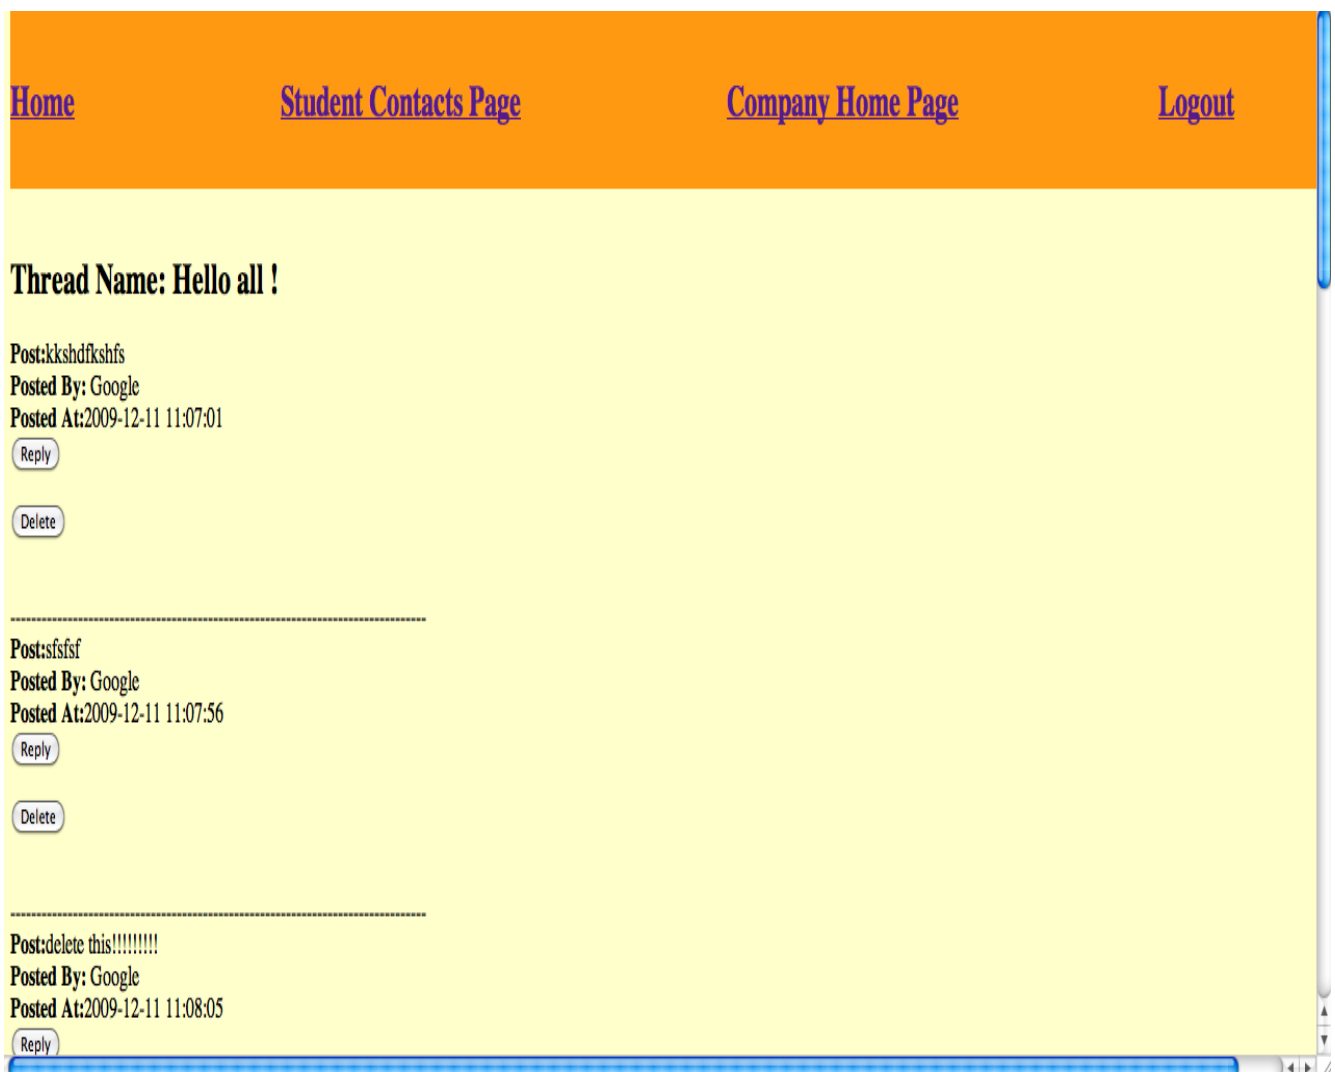 Home Student Contacts Page Company Home Page Logout
Thread Name: Hello all !
Post:kkshdfkshfs
Posted By: Google
Posted At:2009-12-11 11:07:01
Reply
Delete
--------------------------------------------------------------------------------
Post:sfsfsf
Posted By: Google
Posted At:2009-12-11 11:07:56
Reply
Delete
--------------------------------------------------------------------------------
Post:delete this!!!!!!!!!
Posted By: Google
Posted At:2009-12-11 11:08:05
Reply